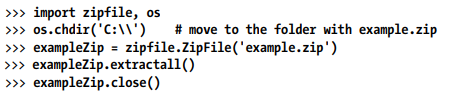 >>> import zipfile, os
>>> os.chdir('C:\\')    # move to the folder with example.zip
>>> exampleZip = zipfile.ZipFile('example.zip')
>>> exampleZip.extractall()
>>> exampleZip.close()